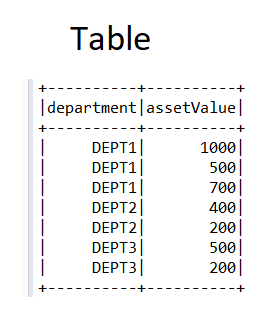 Table
+----------+----------+
|department|assetValue|
+----------+----------+
|     DEPT1|      1000|
|     DEPT1|       500|
|     DEPT1|       700|
|     DEPT2|       400|
|     DEPT2|       200|
|     DEPT3|       500|
|     DEPT3|       200|
+----------+----------+